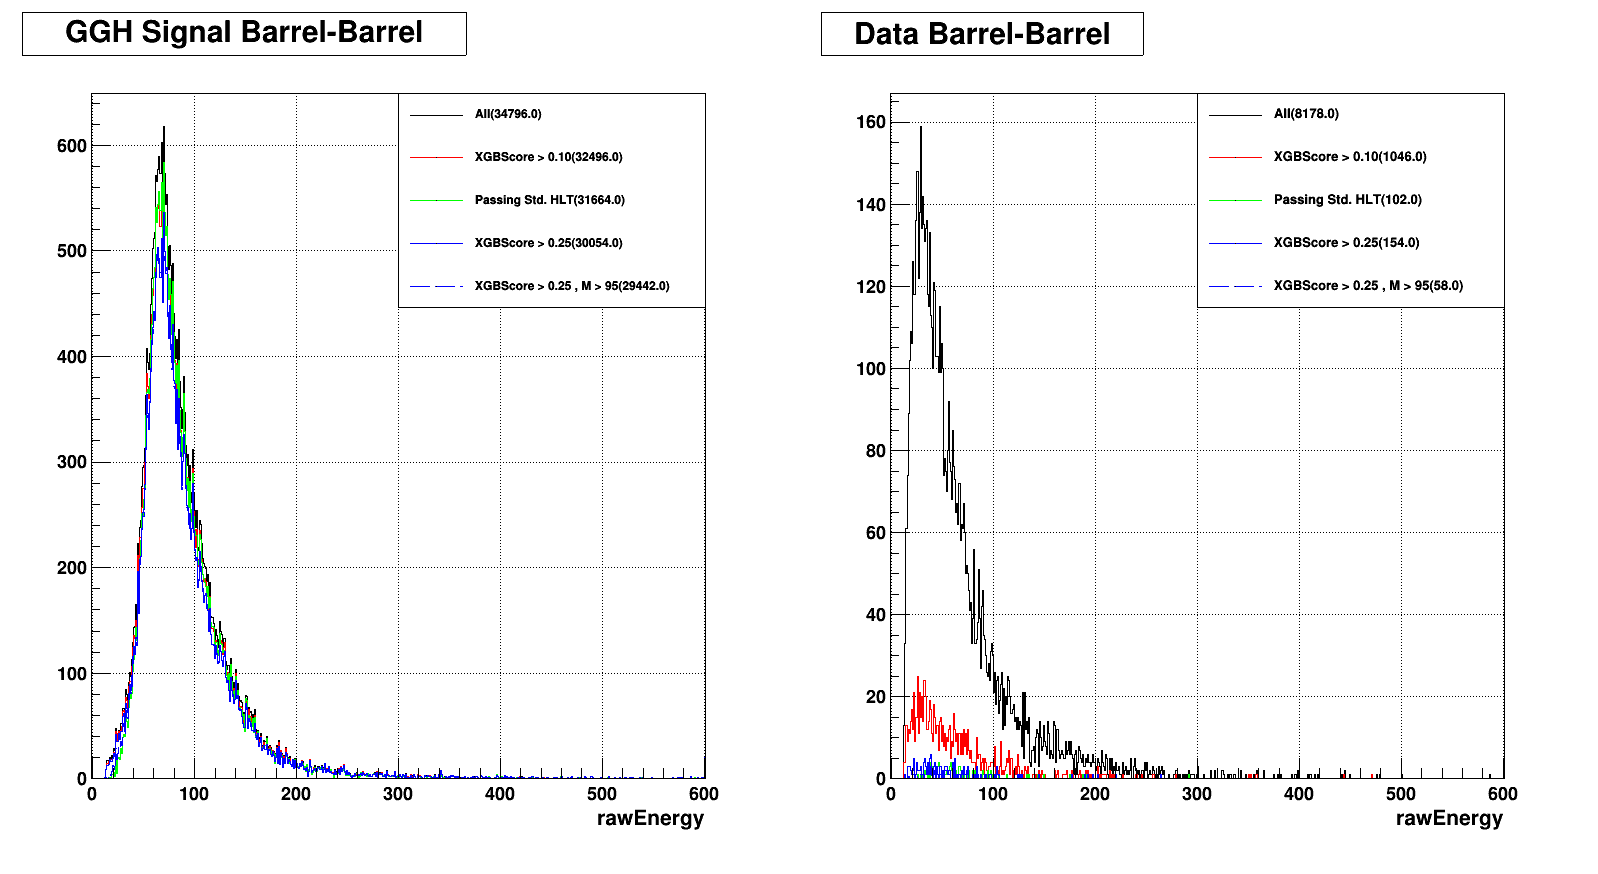 GGH Signal Barrel-Barrel
All(34796.0)
XGBScore > 0.10(32496.0)
Passing Std. HLT(31664.0)
XGBScore > 0.25(30054.0)
XGBScore > 0.25 , M > 95(29442.0)
600
500
400
300
200
100
0
0 100 200 300 400 500 600
rawEnergy
Data Barrel-Barrel
All(8178.0)
XGBScore > 0.10(1046.0)
Passing Std. HLT(102.0)
XGBScore > 0.25(154.0)
XGBScore > 0.25 , M > 95(58.0)
160
140
120
100
80
60
40
20
0
0 100 200 300 400 500 600
rawEnergy